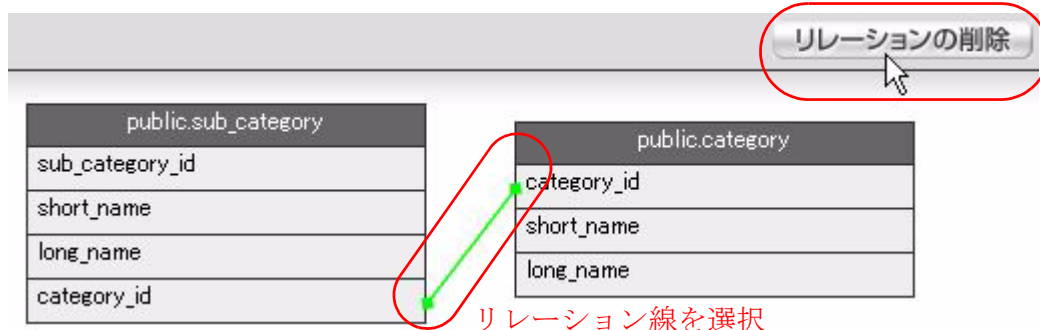 リレーションの削除
public.sub_category
sub_category_id
short_name
long_name
category_id
public.category
category_id
short_name
long_name
リレーション線を選択